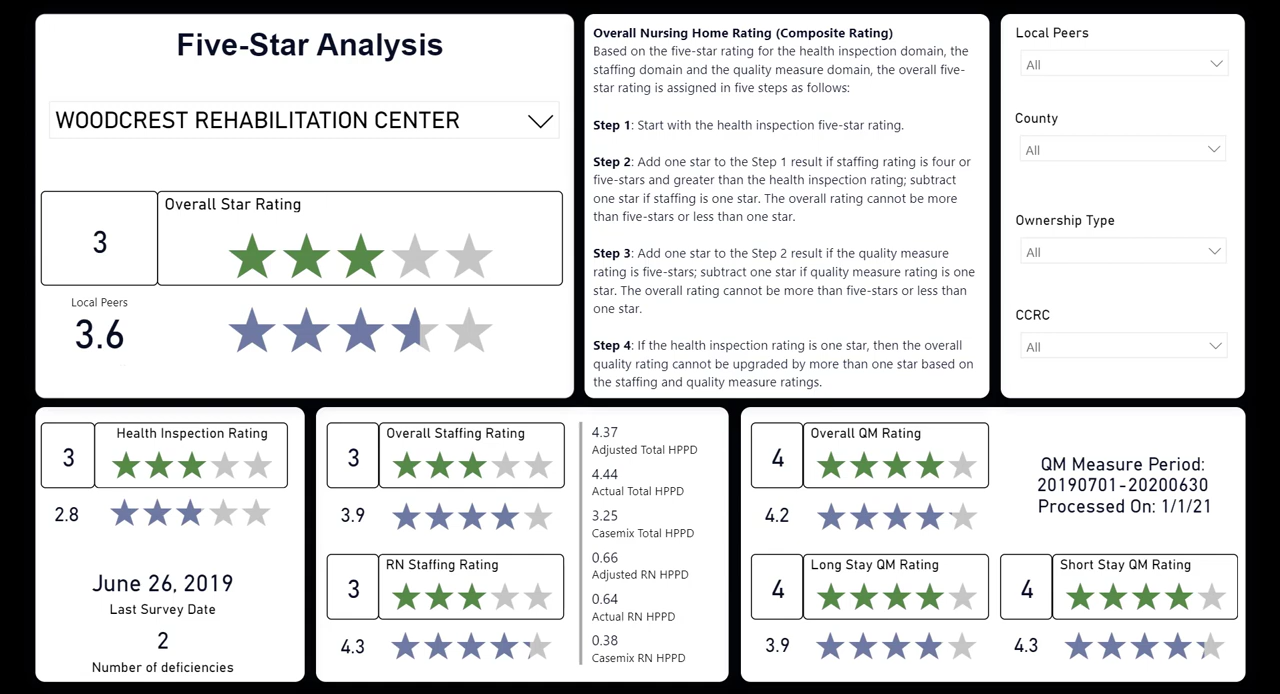 Five-Star Analysis
WOODCREST REHABILITATION CENTER
3
Overall Star Rating
Local Peers
3.6
Overall Nursing Home Rating (Composite Rating)
Based on the five-star rating for the health inspection domain, the
staffing domain and the quality measure domain, the overall five-
star rating is assigned in five steps as follows:
Step 1: Start with the health inspection five-star rating.
Step 2: Add one star to the Step 1 result if staffing rating is four or
five-stars and greater than the health inspection rating; subtract
one star if staffing is one star. The overall rating cannot be more
than five-stars or less than one star.
Step 3: Add one star to the Step 2 result if the quality measure
rating is five-stars; subtract one star if quality measure rating is one
star. The overall rating cannot be more than five-stars or less than
one star.
Step 4: If the health inspection rating is one star, then the overall
quality rating cannot be upgraded by more than one star based on
the staffing and quality measure ratings.
Local Peers
All
County
All
Ownership Type
All
CCRC
All
3
Health Inspection Rating
2.8
June 26, 2019
Last Survey Date
2
Number of deficiencies
3
Overall Staffing Rating
3.9
3
RN Staffing Rating
4.3
4.37
Adjusted Total HPPD
4.44
Actual Total HPPD
3.25
Casemix Total HPPD
0.66
Adjusted RN HPPD
0.64
Actual RN HPPD
0.38
Casemix RN HPPD
4
Overall QM Rating
4.2
QM Measure Period:
20190701-20200630
Processed On: 1/1/21
4
Long Stay QM Rating
3.9
4
Short Stay QM Rating
4.3